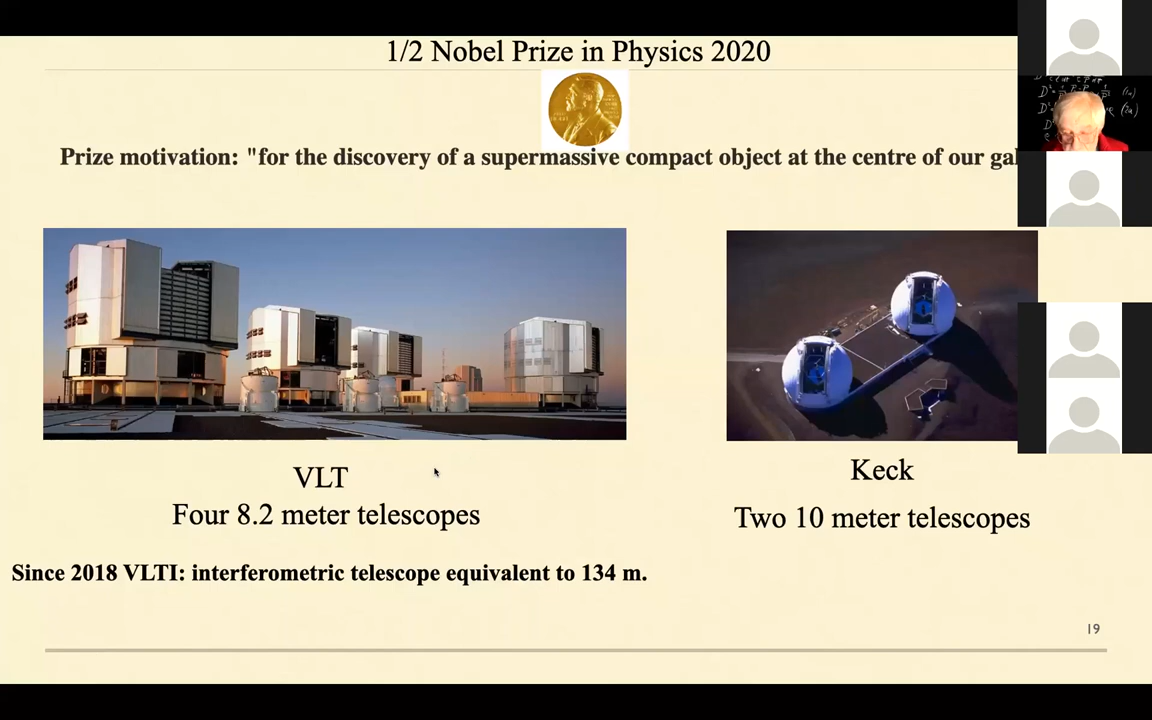 1/2 Nobel Prize in Physics 2020
Prize motivation: "for the discovery of a supermassive compact object at the centre of our gal
VLT
Four 8.2 meter telescopes
Keck
Two 10 meter telescopes
Since 2018 VLTI: interferometric telescope equivalent to 134 m.
19